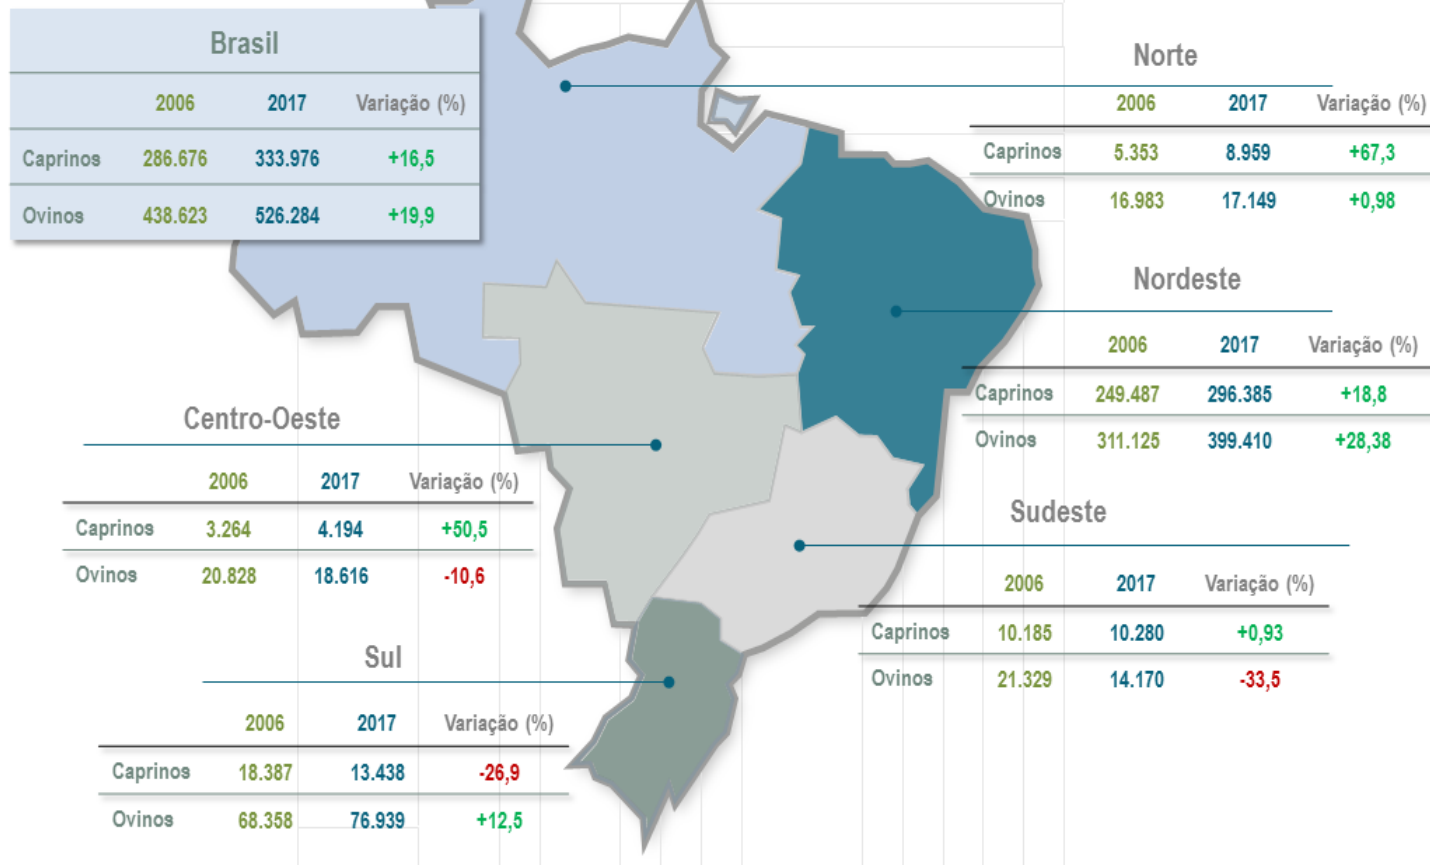 Brasil
2006 2017 Variação (%)
Caprinos 286.676 333.976 +16,5
Ovinos 438.623 526.284 +19,9
Norte
2006 2017 Variação (%)
Caprinos 5.353 8.959 +67,3
Ovinos 16.983 17.149 +0,98
Nordeste
2006 2017 Variação (%)
Caprinos 249.487 296.385 +18,8
Ovinos 311.125 399.410 +28,38
Centro-Oeste
2006 2017 Variação (%)
Caprinos 3.264 4.194 +50,5
Ovinos 20.828 18.616 -10,6
Sudeste
2006 2017 Variação (%)
Caprinos 10.185 10.280 +0,93
Ovinos 21.329 14.170 -33,5
Sul
2006 2017 Variação (%)
Caprinos 18.387 13.438 -26,9
Ovinos 68.358 76.939 +12,5